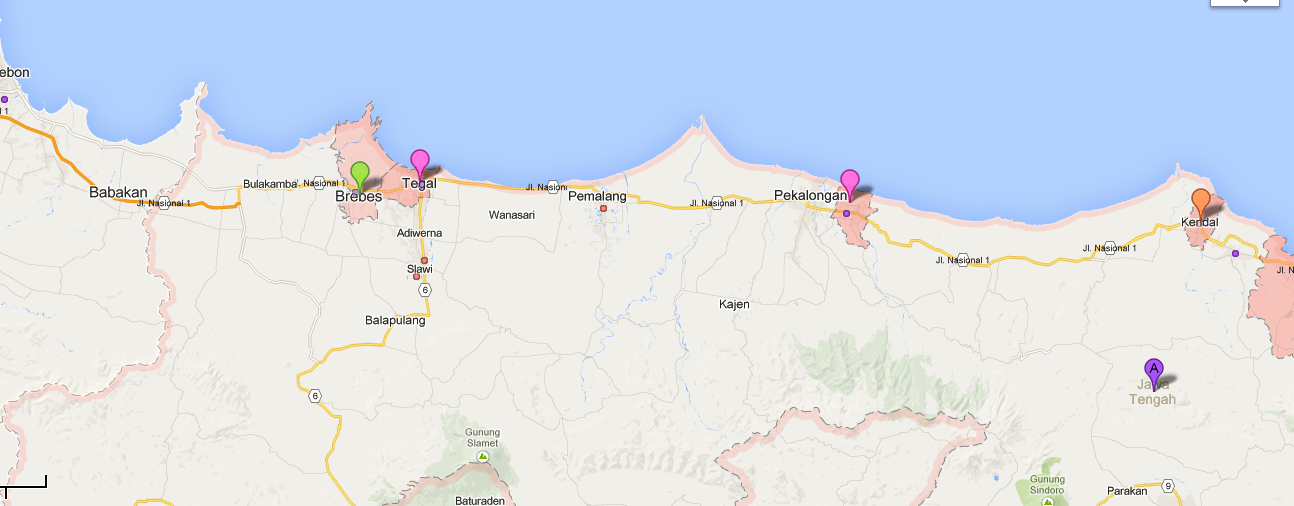 ebon
1
Babakan
Jl. Nasional 1
Bulakamba'
Nasional 1
Brebes
Tegal
Jl. Nasion
Pemalang
Wanasari
Adiwerna
Slawi
6
Balapulang
6
Jl. Nasional 1
Pekalongan
Kajen
Jl. Nasional 1
Jl. Nasional 1
Kendal
Jl. N
A
Jawa
Tengah
Gunung
Slamet
Baturaden
Gunung
Sindoro
Parakan
9